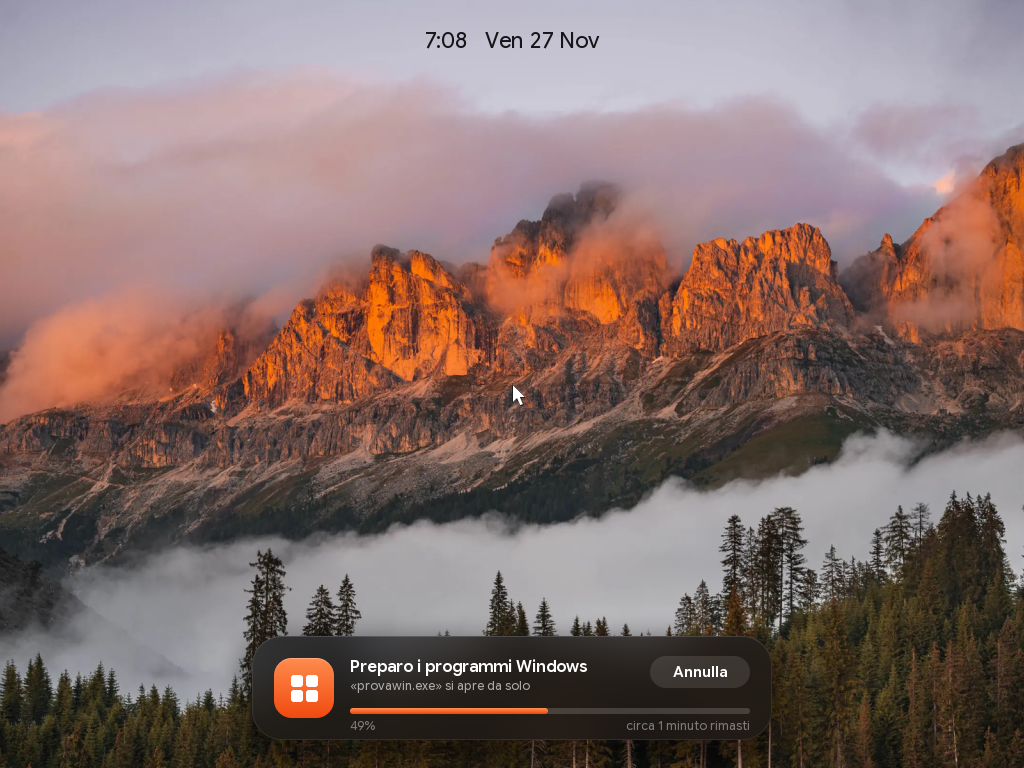 7:08 Ven 27 Nov
Preparo i programmi Windows
Annulla
«provawin.exe» si apre da solo
49%
circa 1 minuto rimasti